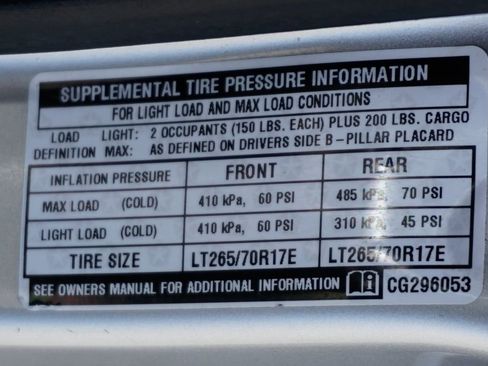 SUPPLEMENTAL TIRE PRESSURE INFORMATION
FOR LIGHT LOAD AND MAX LOAD CONDITIONS
LOAD LIGHT: 2 OCCUPANTS (150 LBS. EACH) PLUS 200 LBS. CARGO
DEFINITION MAX: AS DEFINED ON DRIVERS SIDE B-PILLAR PLACARD
INFLATION PRESSURE FRONT REAR
MAX LOAD (COLD) 410 kPa, 60 PSI 485 kPa, 70 PSI
LIGHT LOAD (COLD) 410 kPa, 60 PSI 310 kPa, 45 PSI
TIRE SIZE LT265/70R17E LT265/70R17E
SEE OWNERS MANUAL FOR ADDITIONAL INFORMATION CG296053